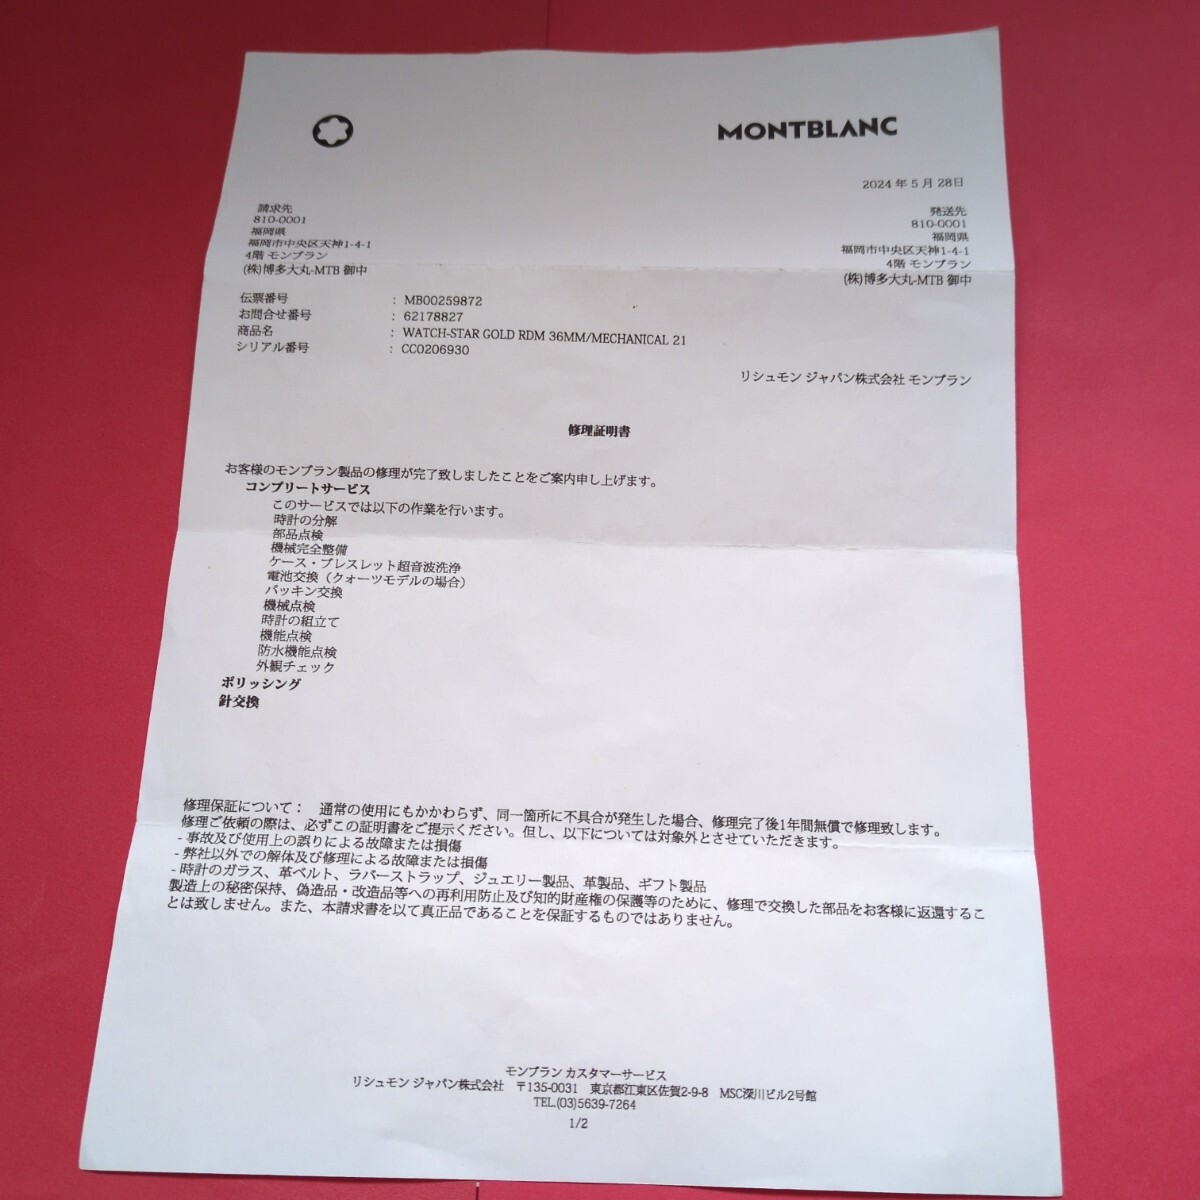 MONTBLANC
2024 年 5 月 28日
請求先
810-0001
福岡県
福岡市中央区天神1-4-1
4階 モンブラン
(株)博多大丸-MTB 御中
発送先
810-0001
福岡県
福岡市中央区天神1-4-1
4階 モンブラン
(株)博多大丸-MTB 御中
伝票番号 : MB00259872
お問合せ番号 : 62178827
商品名 : WATCH-STAR GOLD RDM 36MM/MECHANICAL 21
シリアル番号 : CC0206930
リシュモン ジャパン株式会社 モンブラン
修理証明書
お客様のモンブラン製品の修理が完了致しましたことをご案内申し上げます。
コンプリートサービス
このサービスでは以下の作業を行います。
時計の分解
部品点検
機械完全整備
ケース・ブレスレット超音波洗浄
電池交換（クォーツモデルの場合）
パッキン交換
機械点検
時計の組立て
機能点検
防水機能点検
外観チェック
ポリッシング
針交換
修理保証について： 通常の使用にもかかわらず、同一箇所に不具合が発生した場合、修理完了後1年間無償で修理致します。
修理ご依頼の際は、必ずこの証明書をご提示ください。但し、以下については対象外とさせていただきます。
- 事故及び使用上の誤りによる故障または損傷
- 弊社以外での解体及び修理による故障または損傷
- 時計のガラス、革ベルト、ラバーストラップ、ジュエリー製品、革製品、ギフト製品
製造上の秘密保持、偽造品・改造品等への再利用防止及び知的財産権の保護等のために、修理で交換した部品をお客様に返還するこ
とは致しません。また、本請求書を以て真正品であることを保証するものではありません。
モンブラン カスタマーサービス
リシュモン ジャパン株式会社 〒135-0031 東京都江東区佐賀2-9-8 MSC深川ビル2号館
TEL.(03)5639-7264
1/2